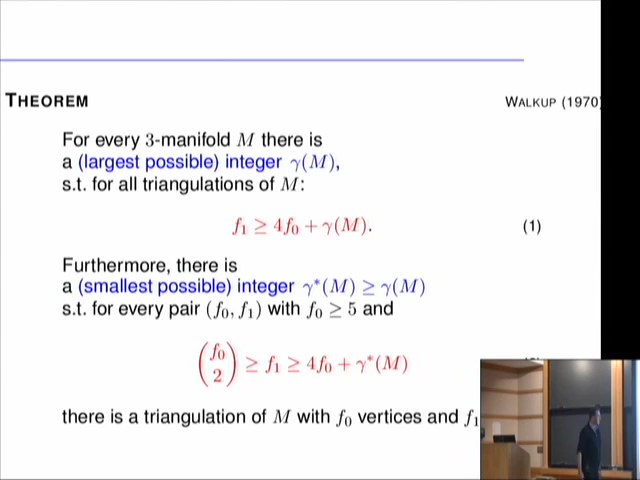 THEOREM
WALKUP (1970)
For every 3-manifold M there is
a (largest possible) integer γ(M),
s.t. for all triangulations of M:
f₁ ≥ 4f₀ + γ(M). (1)
Furthermore, there is
a (smallest possible) integer γ*(M) ≥ γ(M)
s.t. for every pair (f₀, f₁) with f₀ ≥ 5 and
(f₀ 2) ≥ f₁ ≥ 4f₀ + γ*(M)
there is a triangulation of M with f₀ vertices and f₁